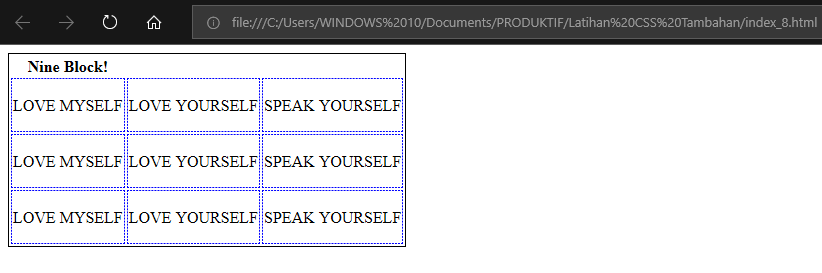 file:///C:/Users/WINDOWS%2010/Documents/PRODUKTIF/Latihan%20CSS%20Tambahan/index_8.html
Nine Block!
LOVE MYSELF LOVE YOURSELF SPEAK YOURSELF
LOVE MYSELF LOVE YOURSELF SPEAK YOURSELF
LOVE MYSELF LOVE YOURSELF SPEAK YOURSELF